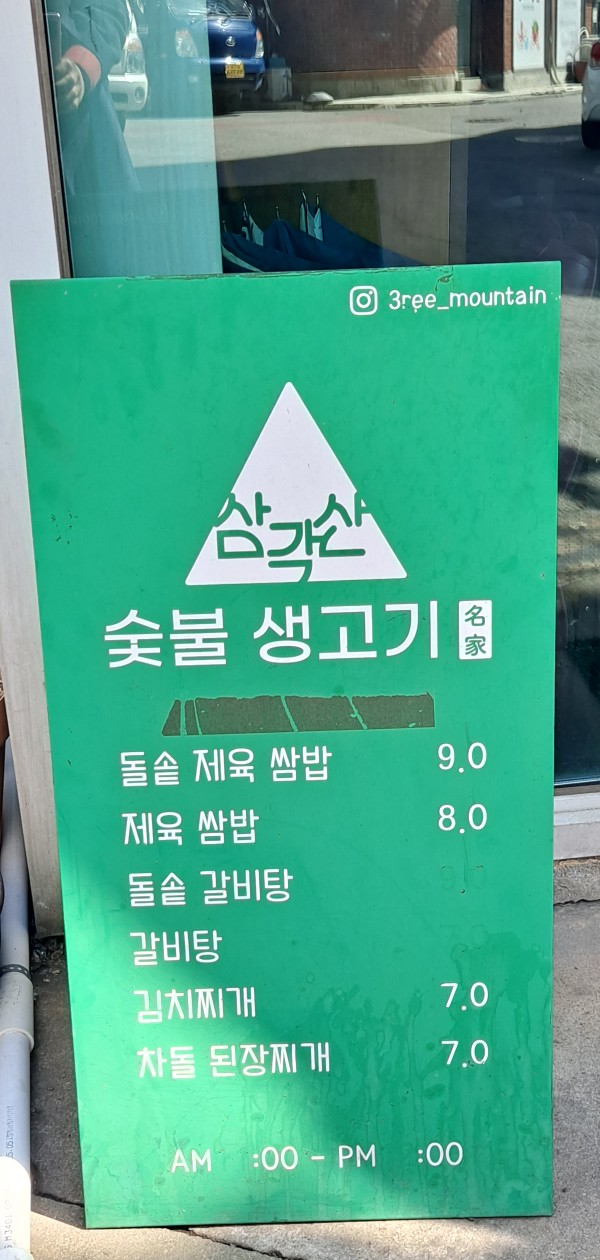 3ree_mountain
삼각산
숯불 생고기 名家
돌솥 제육 쌈밥 9.0
제육 쌈밥 8.0
돌솥 갈비탕
갈비탕
김치찌개 7.0
차돌 된장찌개 7.0
AM :00 - PM :00